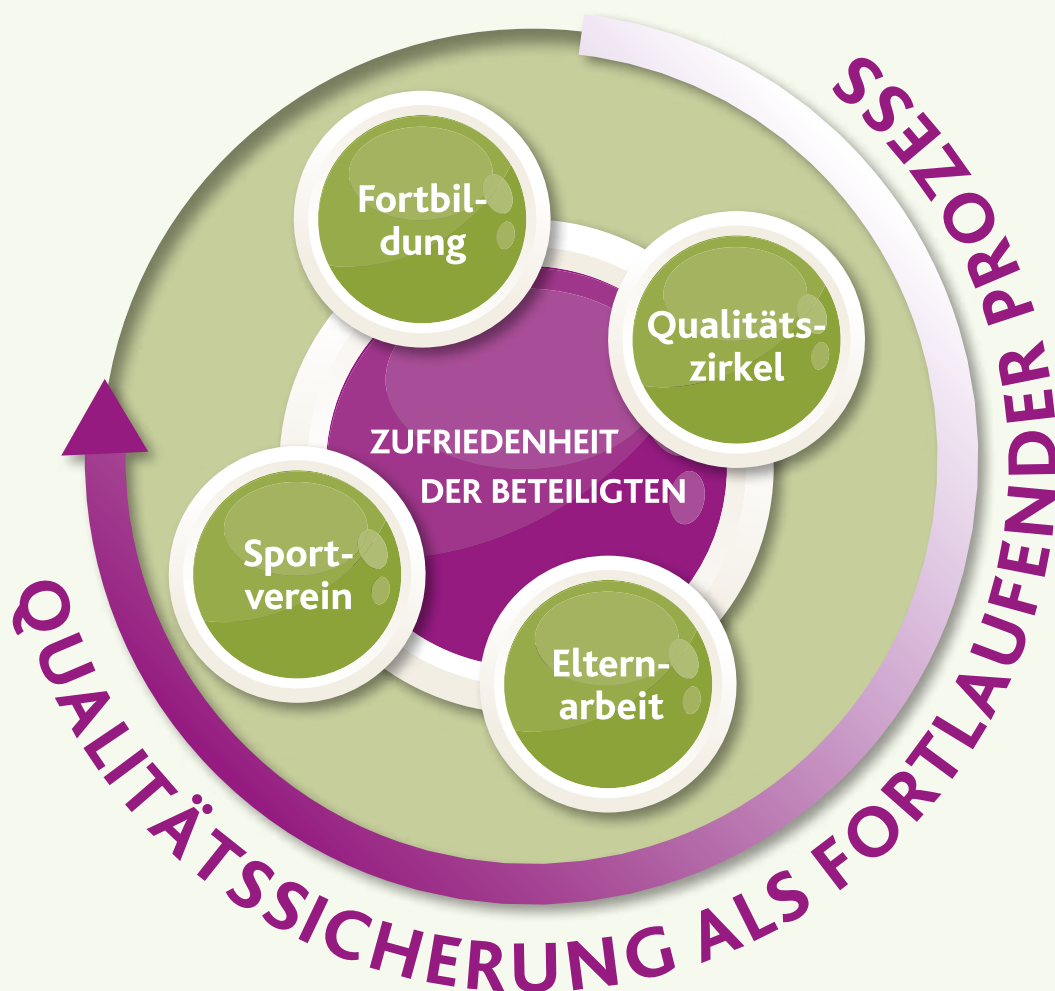 Fortbil-
dung
Qualitäts-
zirkel
ZUFRIEDENHEIT
DER BETEILIGTEN
Sport-
verein
Eltern-
arbeit
QUALITÄTSSICHERUNG ALS FORTLAUFENDER PROZESS